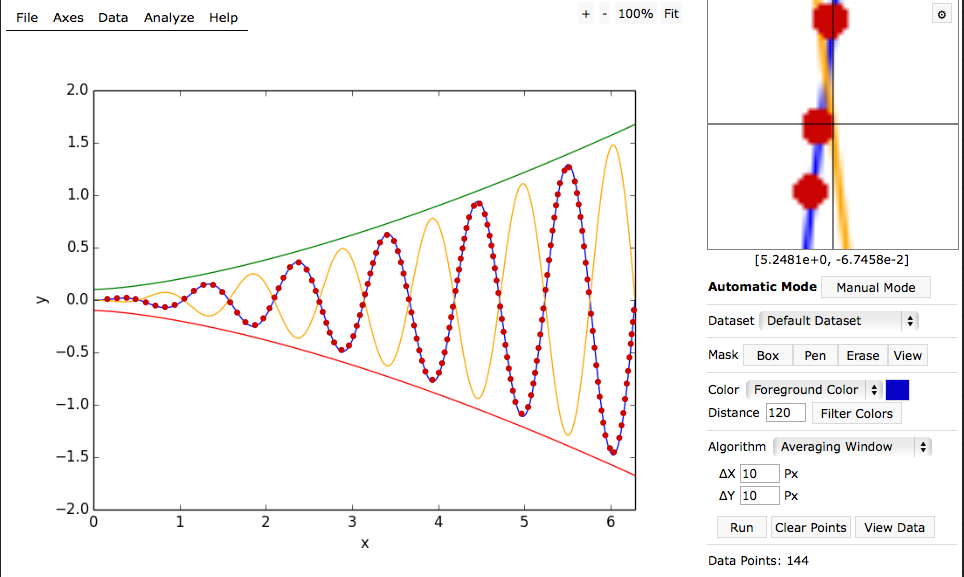 File Axes Data Analyze Help
+ - 100% Fit
2.0
1.5
1.0
0.5
0.0
−0.5
−1.0
−1.5
−2.0
y
0 1 2 3 4 5 6
x
[5.2481e+0, -6.7458e-2]
Automatic Mode Manual Mode
Dataset Default Dataset
Mask Box Pen Erase View
Color Foreground Color
Distance 120 Filter Colors
Algorithm Averaging Window
ΔX 10 Px
ΔY 10 Px
Run Clear Points View Data
Data Points: 144